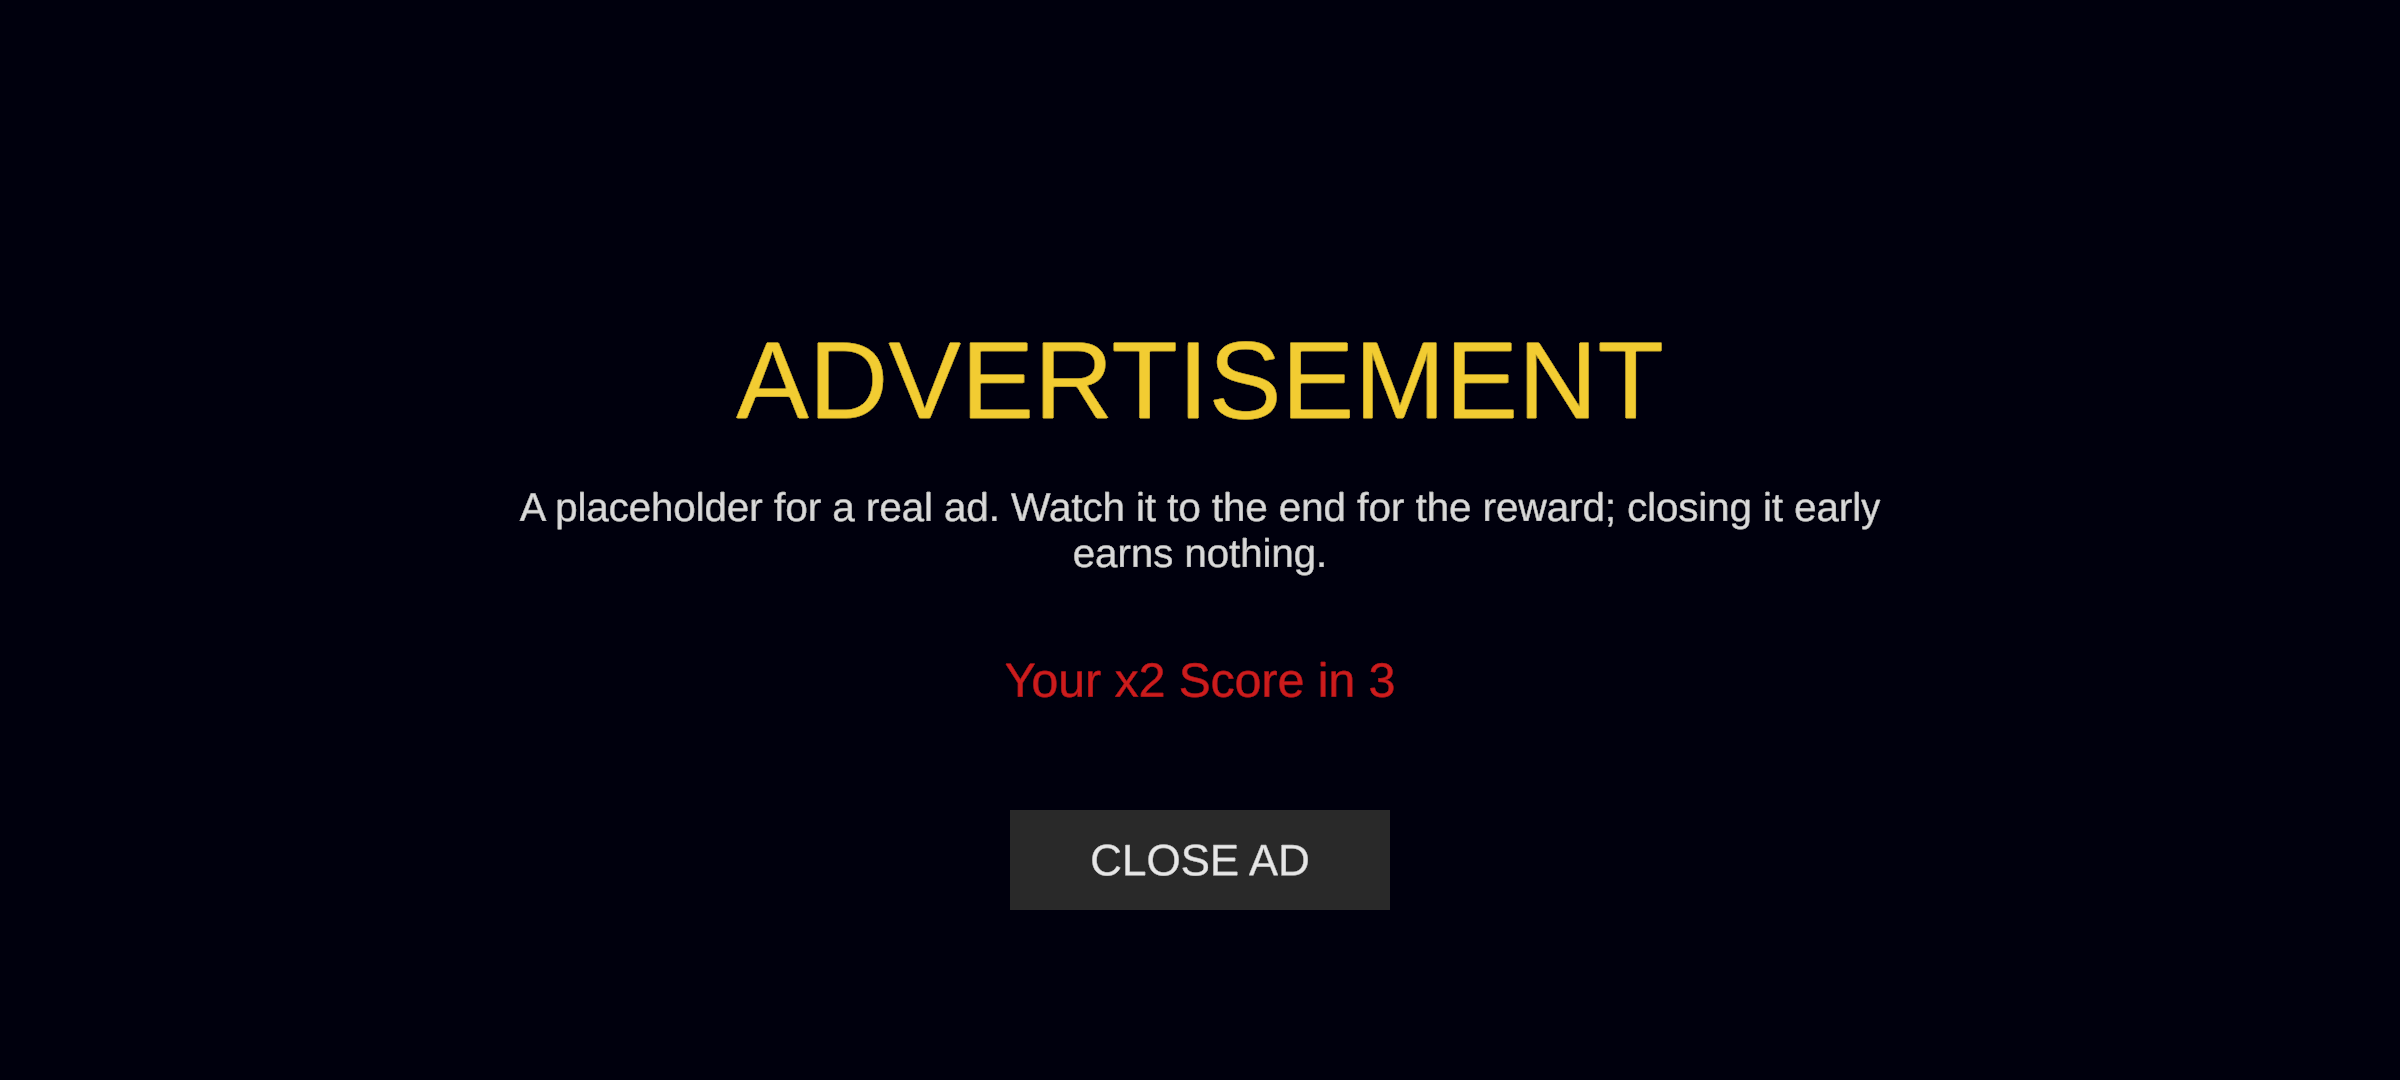 ADVERTISEMENT
A placeholder for a real ad. Watch it to the end for the reward; closing it early
earns nothing.
Your x2 Score in 3
CLOSE AD